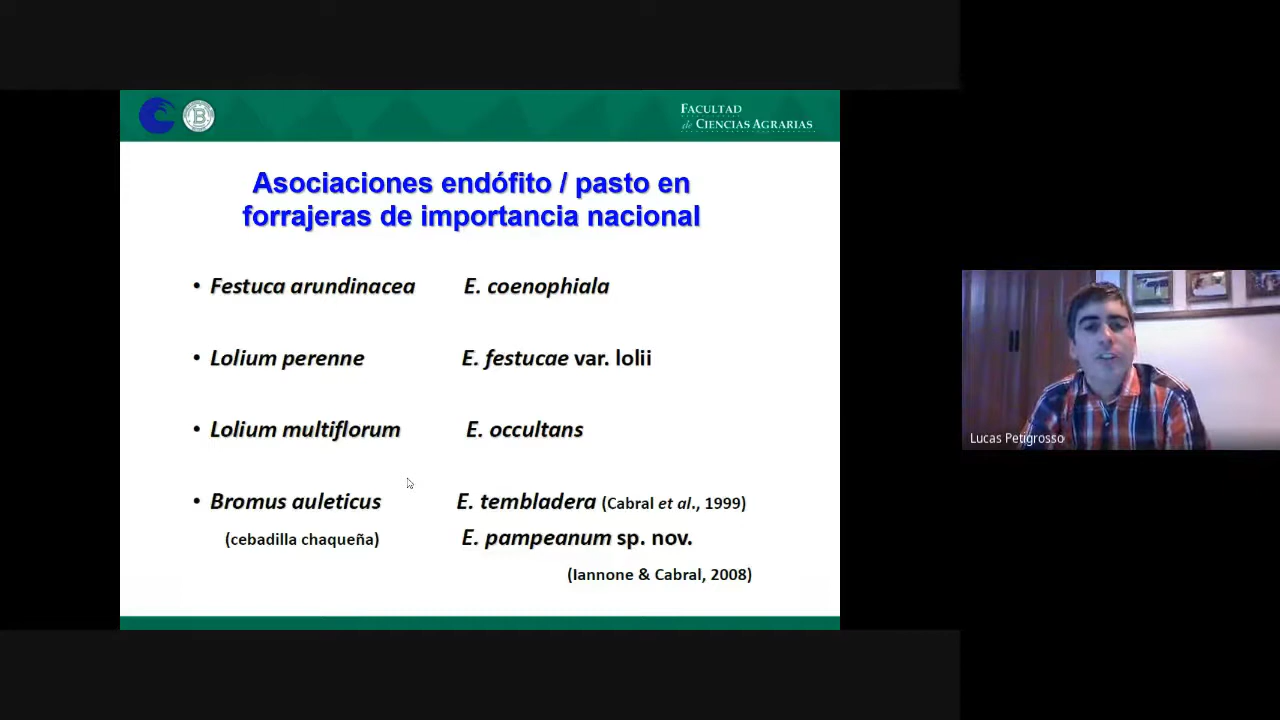 FACULTAD
de CIENCIAS AGRARIAS
Asociaciones endófito / pasto en
forrajeras de importancia nacional
• Festuca arundinacea E. coenophiala
• Lolium perenne E. festucae var. lolii
• Lolium multiflorum E. occultans
• Bromus auleticus E. tembladera (Cabral et al., 1999)
(cebadilla chaqueña) E. pampeanum sp. nov.
(Iannone & Cabral, 2008)
Lucas Petigrosso